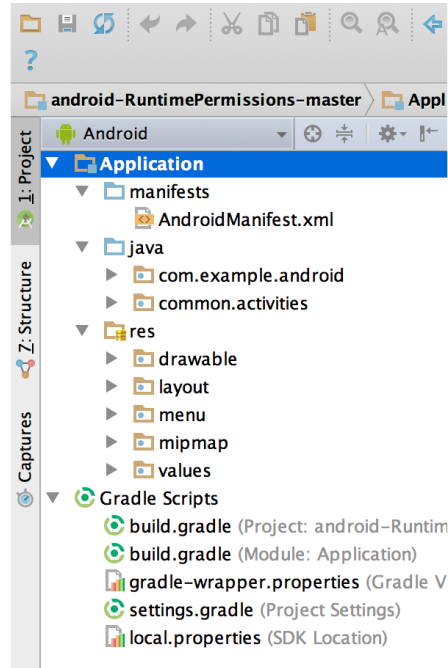 ?
android-RuntimePermissions-master
Appl
Android
1: Project
Z: Structure
Captures
Application
manifests
AndroidManifest.xml
java
com.example.android
common.activities
res
drawable
layout
menu
mipmap
values
Gradle Scripts
build.gradle (Project: android-Runtim
build.gradle (Module: Application)
gradle-wrapper.properties (Gradle V
settings.gradle (Project Settings)
local.properties (SDK Location)